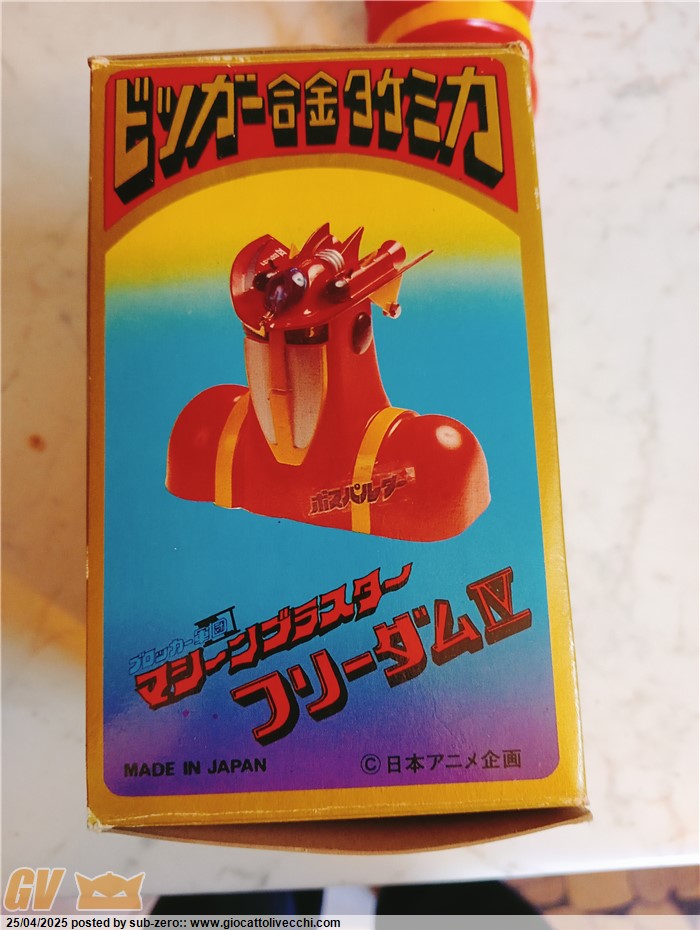 ビッガー合金タケミカ
ボスパルダー
ブロッカー軍団IV
マシーンブラスター
フリーダムIV
MADE IN JAPAN
©日本アニメ企画
GV
25/04/2025 posted by sub-zero:: www.giocattolivecchi.com